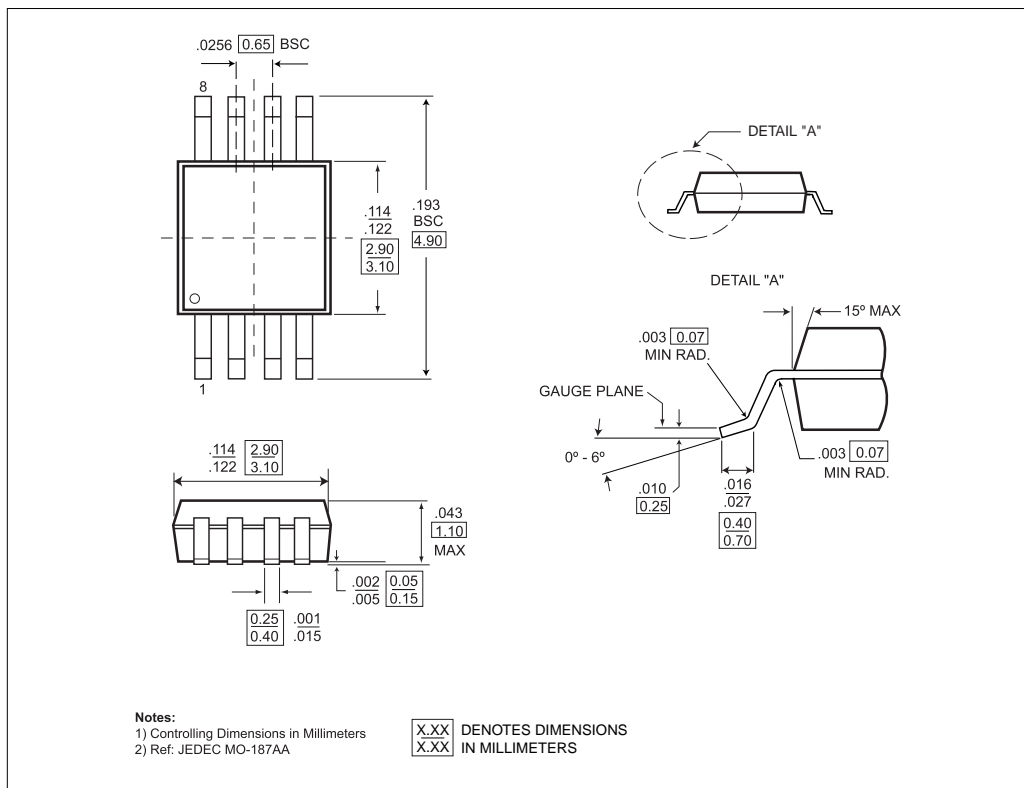 .0256 0.65 BSC
8
.114
.122
2.90
3.10
.193
BSC
4.90
1
DETAIL "A"
DETAIL "A"
15º MAX
.003 0.07
MIN RAD.
GAUGE PLANE
0º - 6º
.010
0.25
.016
.027
0.40
0.70
.003 0.07
MIN RAD.
.114 2.90
.122 3.10
.043
1.10
MAX
.002 0.05
.005 0.15
0.25 .001
0.40 .015
Notes:
1) Controlling Dimensions in Millimeters
2) Ref: JEDEC MO-187AA
X.XX DENOTES DIMENSIONS
X.XX IN MILLIMETERS